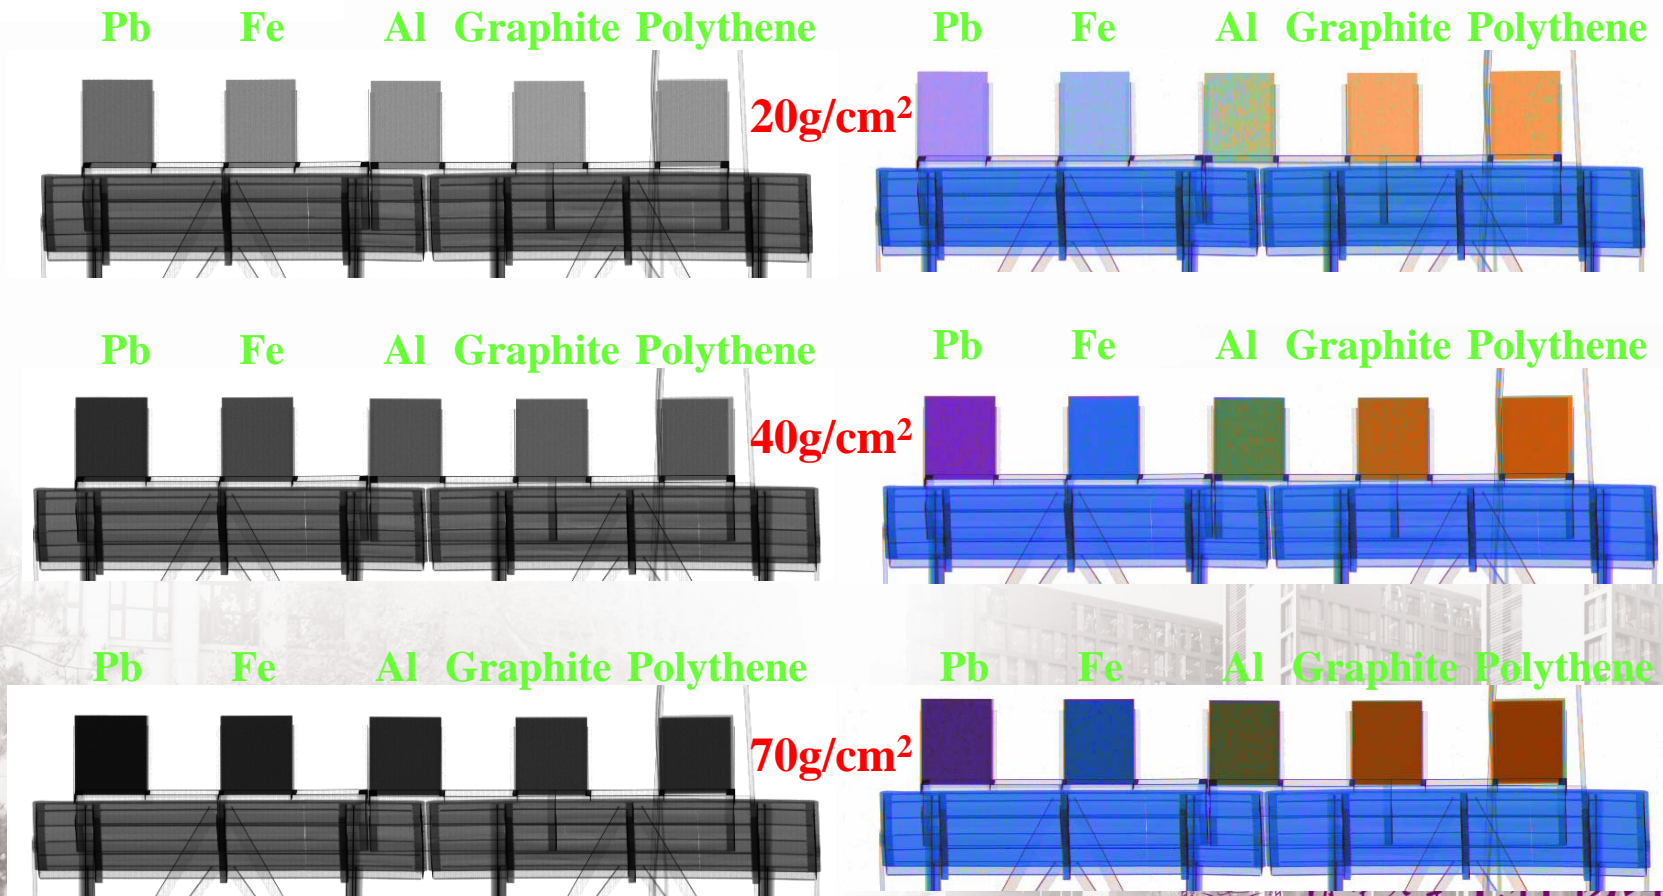 Pb Fe Al Graphite Polythene Pb Fe Al Graphite Polythene
20g/cm²
Pb Fe Al Graphite Polythene Pb Fe Al Graphite Polythene
40g/cm²
Pb Fe Al Graphite Polythene Pb Fe Al Graphite Polythene
70g/cm²